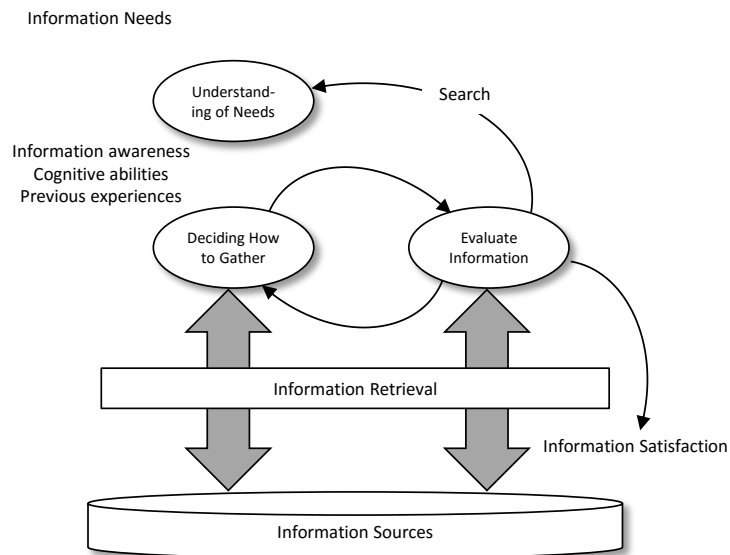 Information Needs
Understand-
ing of Needs
Search
Information awareness
Cognitive abilities
Previous experiences
Deciding How
to Gather
Evaluate
Information
Information Retrieval
Information Satisfaction
Information Sources